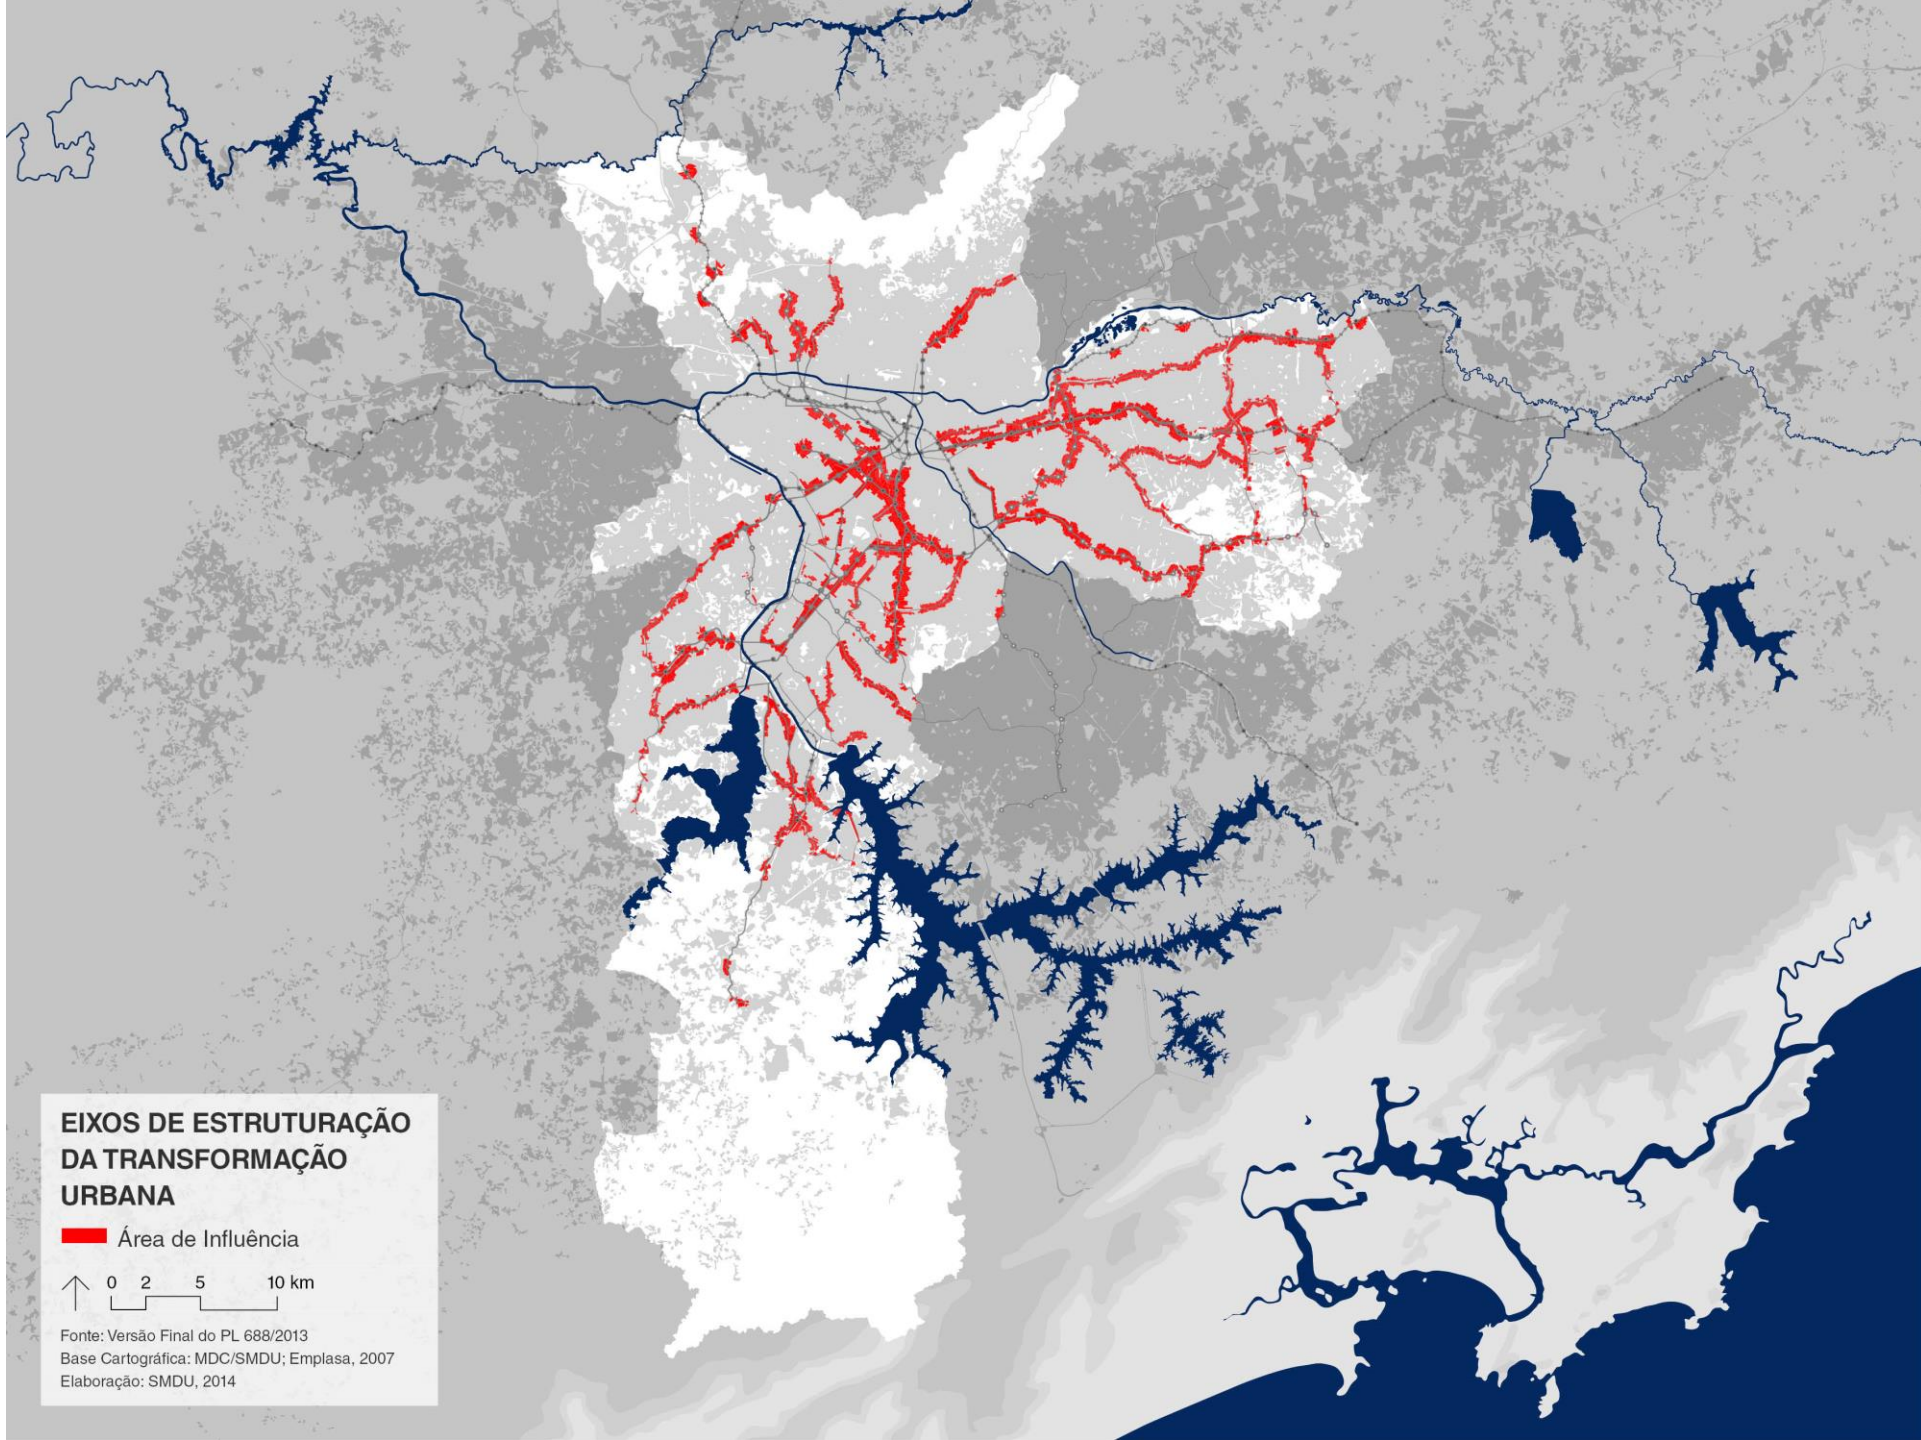 EIXOS DE ESTRUTURAÇÃO
DA TRANSFORMAÇÃO
URBANA
Área de Influência
0 2 5 10 km
Fonte: Versão Final do PL 688/2013
Base Cartográfica: MDC/SMDU; Emplasa, 2007
Elaboração: SMDU, 2014